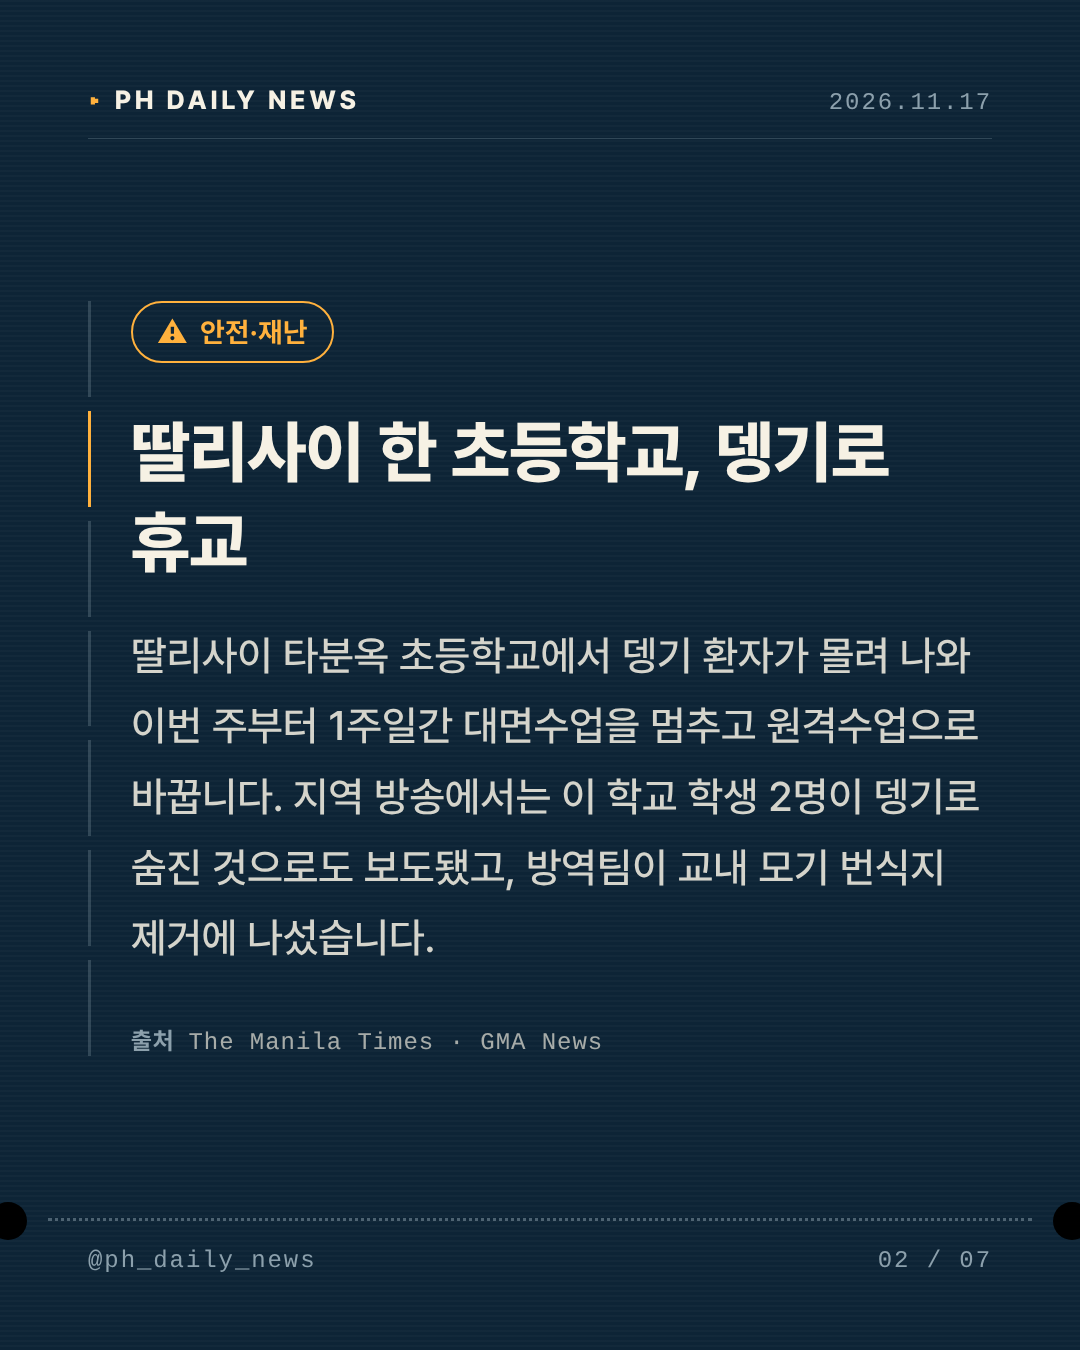 PH DAILY NEWS
2026.11.17
안전·재난
딸리사이 한 초등학교, 뎅기로
휴교
딸리사이 타분옥 초등학교에서 뎅기 환자가 몰려 나와
이번 주부터 1주일간 대면수업을 멈추고 원격수업으로
바꿉니다. 지역 방송에서는 이 학교 학생 2명이 뎅기로
숨진 것으로도 보도됐고, 방역팀이 교내 모기 번식지
제거에 나섰습니다.
출처 The Manila Times · GMA News
@ph_daily_news
02 / 07